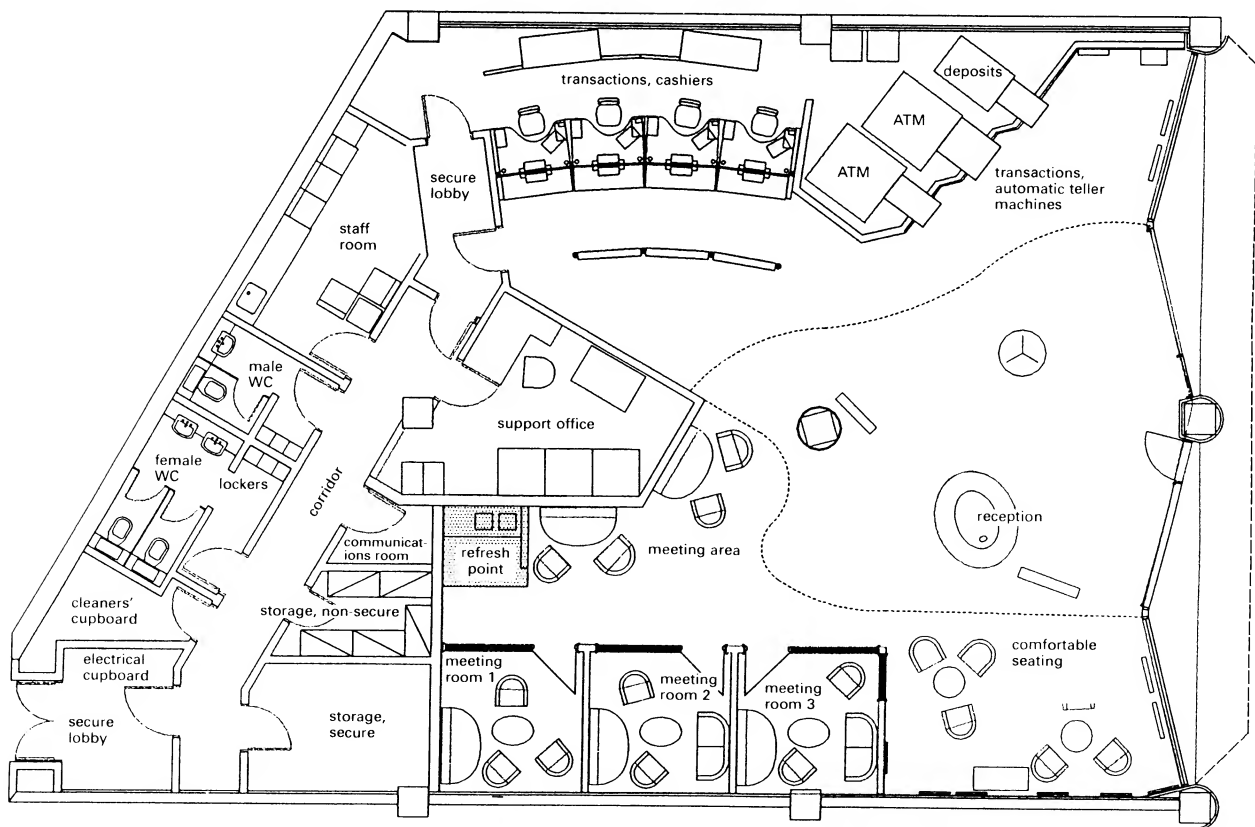 transactions, cashiers
deposits
ATM
ATM
transactions,
automatic teller
machines
secure
lobby
staff
room
male
WC
support office
female
WC
lockers
corridor
reception
meeting area
communicat-
ions room
refresh
point
cleaners'
cupboard
storage, non-secure
electrical
cupboard
comfortable
seating
meeting
room 1
meeting
room 2
meeting
room 3
secure
lobby
storage,
secure